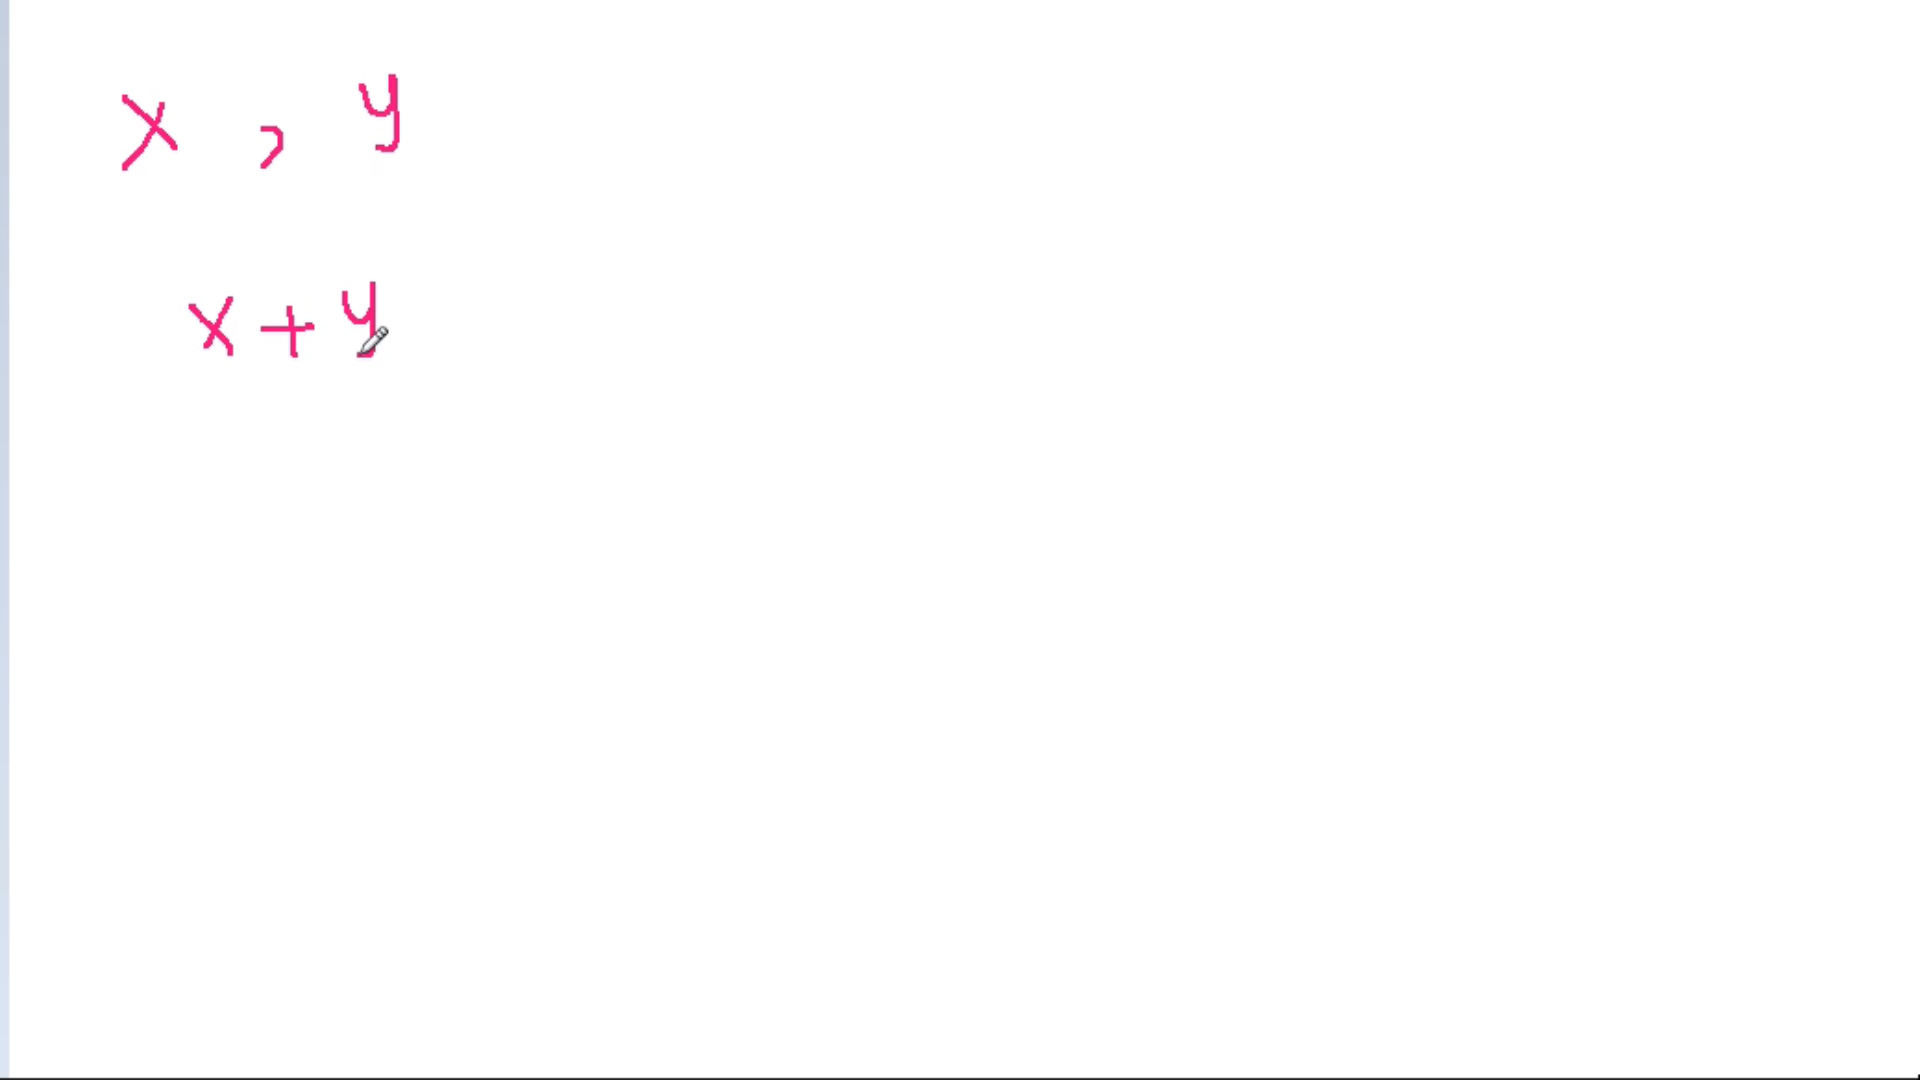 x , y
x + y